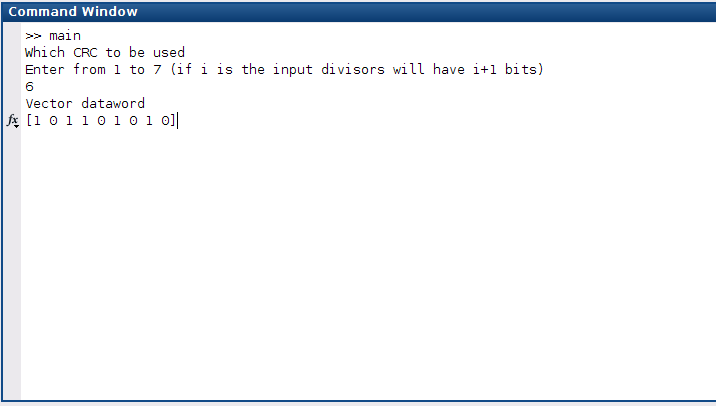 Command Window
>> main
Which CRC to be used
Enter from 1 to 7 (if i is the input divisors will have i+1 bits)
6
Vector dataword
fx [1 0 1 1 0 1 0 1 0]